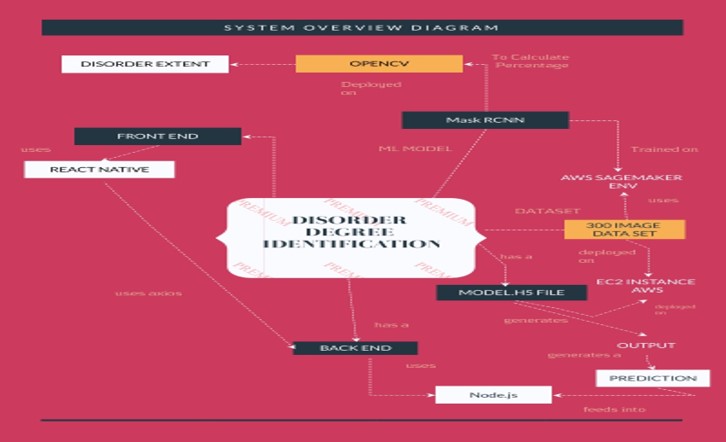 SYSTEM OVERVIEW DIAGRAM
DISORDER EXTENT
OPENCV
To Calculate
Percentage
Deployed
on
Mask RCNN
FRONT END
uses
ML MODEL
Trained on
REACT NATIVE
AWS SAGEMAKER
ENV
uses
PREMIUM PREMIUM PREMIUM
DATASET
DISORDER
DEGREE
IDENTIFICATION
300 IMAGE
DATA SET
has a
deployed
on
PREMIUM PREMIUM PREMIUM
EC2 INSTANCE
AWS
uses axios
MODEL.H5 FILE
deployed
on
generates
has a
BACK END
OUTPUT
generates a
uses
PREDICTION
Node.js
feeds into